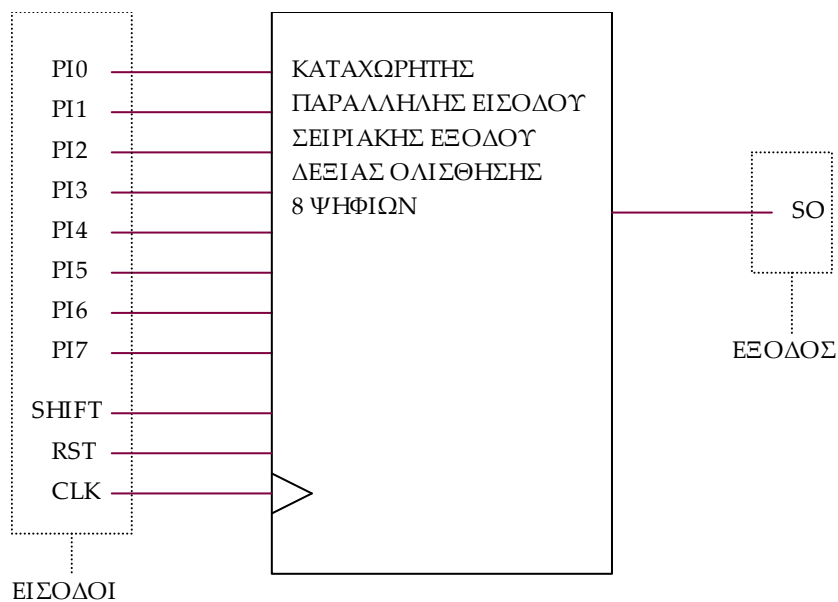 PI0
PI1
PI2
PI3
PI4
PI5
PI6
PI7
SHIFT
RST
CLK
ΕΙΣΟΔΟΙ
ΚΑΤΑΧΩΡΗΤΗΣ
ΠΑΡΑΛΛΗΛΗΣ ΕΙΣΟΔΟΥ
ΣΕΙΡΙΑΚΗΣ ΕΞΟΔΟΥ
ΔΕΞΙΑΣ ΟΛΙΣΘΗΣΗΣ
8 ΨΗΦΙΩΝ
SO
ΕΞΟΔΟΣ